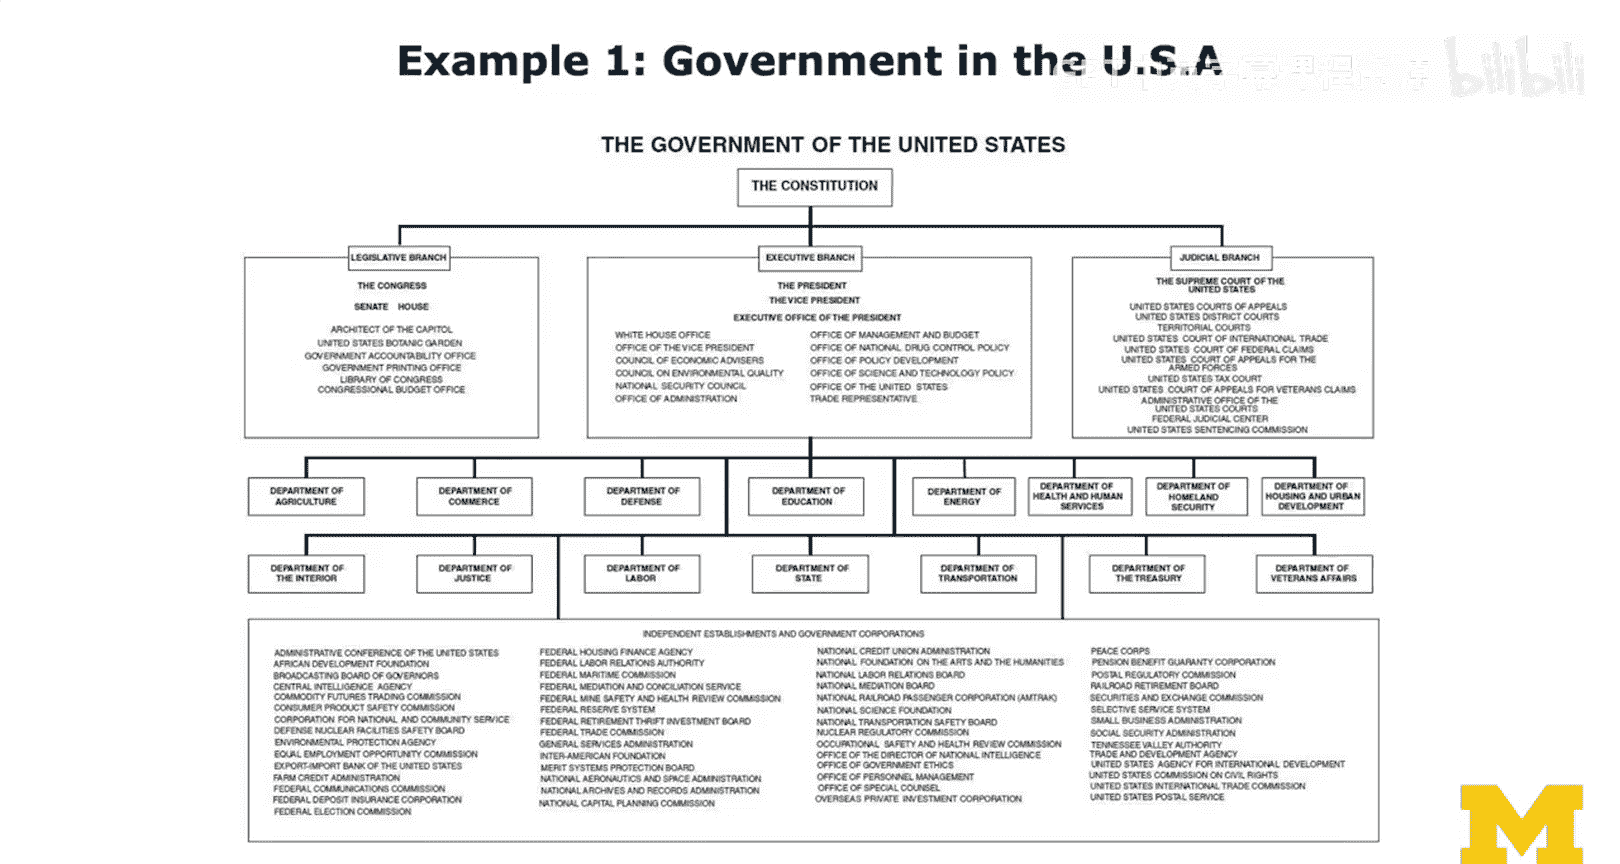 Example 1: Government in the U.S.A
bilibili
THE GOVERNMENT OF THE UNITED STATES
THE CONSTITUTION
LEGISLATIVE BRANCH
THE CONGRESS
SENATE HOUSE
ARCHITECT OF THE CAPITOL
UNITED STATES BOTANIC GARDEN
GOVERNMENT ACCOUNTABILITY OFFICE
GOVERNMENT PRINTING OFFICE
LIBRARY OF CONGRESS
CONGRESSIONAL BUDGET OFFICE
EXECUTIVE BRANCH
THE PRESIDENT
THE VICE PRESIDENT
EXECUTIVE OFFICE OF THE PRESIDENT
WHITE HOUSE OFFICE
OFFICE OF THE VICE PRESIDENT
COUNCIL OF ECONOMIC ADVISERS
COUNCIL ON ENVIRONMENTAL QUALITY
NATIONAL SECURITY COUNCIL
OFFICE OF ADMINISTRATION
OFFICE OF MANAGEMENT AND BUDGET
OFFICE OF NATIONAL DRUG CONTROL POLICY
OFFICE OF POLICY DEVELOPMENT
OFFICE OF SCIENCE AND TECHNOLOGY POLICY
OFFICE OF THE UNITED STATES
TRADE REPRESENTATIVE
JUDICIAL BRANCH
THE SUPREME COURT OF THE
UNITED STATES
UNITED STATES COURTS OF APPEALS
UNITED STATES DISTRICT COURTS
TERRITORIAL COURTS
UNITED STATES COURT OF INTERNATIONAL TRADE
UNITED STATES COURT OF FEDERAL CLAIMS
UNITED STATES COURT OF APPEALS FOR THE
ARMED FORCES
UNITED STATES TAX COURT
UNITED STATES COURT OF APPEALS FOR VETERANS CLAIMS
ADMINISTRATIVE OFFICE OF THE
UNITED STATES COURTS
FEDERAL JUDICIAL CENTER
UNITED STATES SENTENCING COMMISSION
DEPARTMENT OF
AGRICULTURE
DEPARTMENT OF
COMMERCE
DEPARTMENT OF
DEFENSE
DEPARTMENT OF
EDUCATION
DEPARTMENT OF
ENERGY
DEPARTMENT OF
HEALTH AND HUMAN
SERVICES
DEPARTMENT OF
HOMELAND
SECURITY
DEPARTMENT OF
HOUSING AND URBAN
DEVELOPMENT
DEPARTMENT OF
THE INTERIOR
DEPARTMENT OF
JUSTICE
DEPARTMENT OF
LABOR
DEPARTMENT OF
STATE
DEPARTMENT OF
TRANSPORTATION
DEPARTMENT OF
THE TREASURY
DEPARTMENT OF
VETERANS AFFAIRS
INDEPENDENT ESTABLISHMENTS AND GOVERNMENT CORPORATIONS
ADMINISTRATIVE CONFERENCE OF THE UNITED STATES
AFRICAN DEVELOPMENT FOUNDATION
BROADCASTING BOARD OF GOVERNORS
CENTRAL INTELLIGENCE AGENCY
COMMODITY FUTURES TRADING COMMISSION
CONSUMER PRODUCT SAFETY COMMISSION
CORPORATION FOR NATIONAL AND COMMUNITY SERVICE
DEFENSE NUCLEAR FACILITIES SAFETY BOARD
ENVIRONMENTAL PROTECTION AGENCY
EQUAL EMPLOYMENT OPPORTUNITY COMMISSION
EXPORT-IMPORT BANK OF THE UNITED STATES
FARM CREDIT ADMINISTRATION
FEDERAL COMMUNICATIONS COMMISSION
FEDERAL DEPOSIT INSURANCE CORPORATION
FEDERAL ELECTION COMMISSION
FEDERAL HOUSING FINANCE AGENCY
FEDERAL LABOR RELATIONS AUTHORITY
FEDERAL MARITIME COMMISSION
FEDERAL MEDIATION AND CONCILIATION SERVICE
FEDERAL MINE SAFETY AND HEALTH REVIEW COMMISSION
FEDERAL RESERVE SYSTEM
FEDERAL RETIREMENT THRIFT INVESTMENT BOARD
FEDERAL TRADE COMMISSION
GENERAL SERVICES ADMINISTRATION
INTER-AMERICAN FOUNDATION
MERIT SYSTEMS PROTECTION BOARD
NATIONAL AERONAUTICS AND SPACE ADMINISTRATION
NATIONAL ARCHIVES AND RECORDS ADMINISTRATION
NATIONAL CAPITAL PLANNING COMMISSION
NATIONAL CREDIT UNION ADMINISTRATION
NATIONAL FOUNDATION ON THE ARTS AND THE HUMANITIES
NATIONAL LABOR RELATIONS BOARD
NATIONAL MEDIATION BOARD
NATIONAL RAILROAD PASSENGER CORPORATION (AMTRAK)
NATIONAL SCIENCE FOUNDATION
NATIONAL TRANSPORTATION SAFETY BOARD
NUCLEAR REGULATORY COMMISSION
OCCUPATIONAL SAFETY AND HEALTH REVIEW COMMISSION
OFFICE OF THE DIRECTOR OF NATIONAL INTELLIGENCE
OFFICE OF GOVERNMENT ETHICS
OFFICE OF PERSONNEL MANAGEMENT
OFFICE OF SPECIAL COUNSEL
OVERSEAS PRIVATE INVESTMENT CORPORATION
PEACE CORPS
PENSION BENEFIT GUARANTY CORPORATION
POSTAL REGULATORY COMMISSION
RAILROAD RETIREMENT BOARD
SECURITIES AND EXCHANGE COMMISSION
SELECTIVE SERVICE SYSTEM
SMALL BUSINESS ADMINISTRATION
SOCIAL SECURITY ADMINISTRATION
TENNESSEE VALLEY AUTHORITY
TRADE AND DEVELOPMENT AGENCY
UNITED STATES AGENCY FOR INTERNATIONAL DEVELOPMENT
UNITED STATES COMMISSION ON CIVIL RIGHTS
UNITED STATES INTERNATIONAL TRADE COMMISSION
UNITED STATES POSTAL SERVICE
M